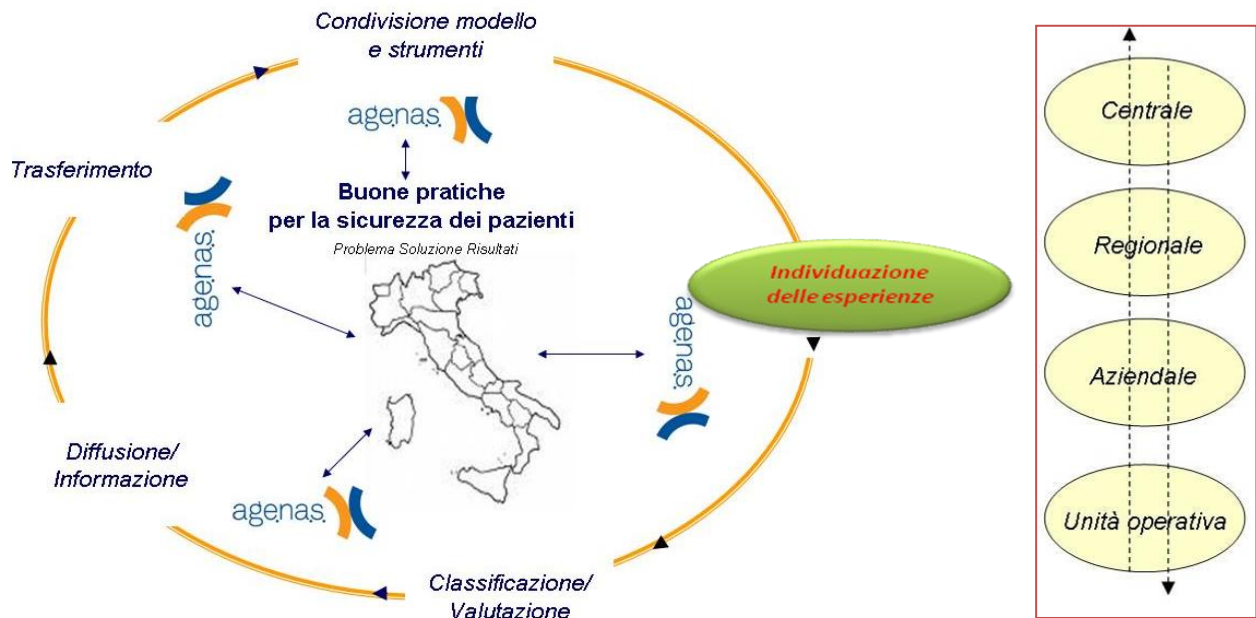 Condivisione modello
e strumenti
agenas.
Trasferimento
Buone pratiche
per la sicurezza dei pazienti
Problema Soluzione Risultati
agenas.
Individuazione
delle esperienze
agenas.
Diffusione/
Informazione
agenas.
Classificazione/
Valutazione
Centrale
Regionale
Aziendale
Unità operativa